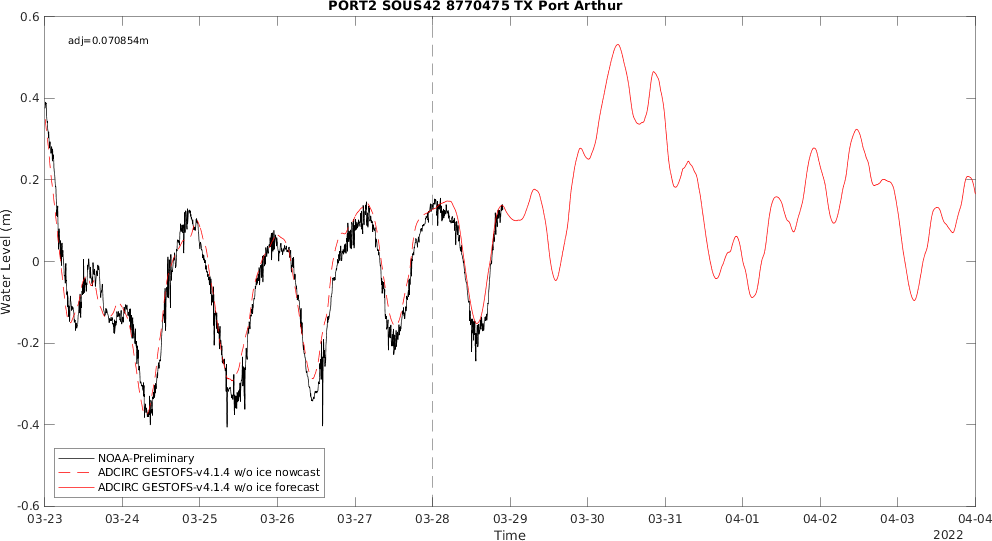 PORT2 SOUS42 8770475 TX Port Arthur
adj=0.070854m
0.6
0.4
0.2
0
-0.2
-0.4
-0.6
Water Level (m)
NOAA-Preliminary
ADCIRC GESTOFS-v4.1.4 w/o ice nowcast
ADCIRC GESTOFS-v4.1.4 w/o ice forecast
03-23 03-24 03-25 03-26 03-27 03-28 03-29 03-30 03-31 04-01 04-02 04-03 04-04
Time
2022